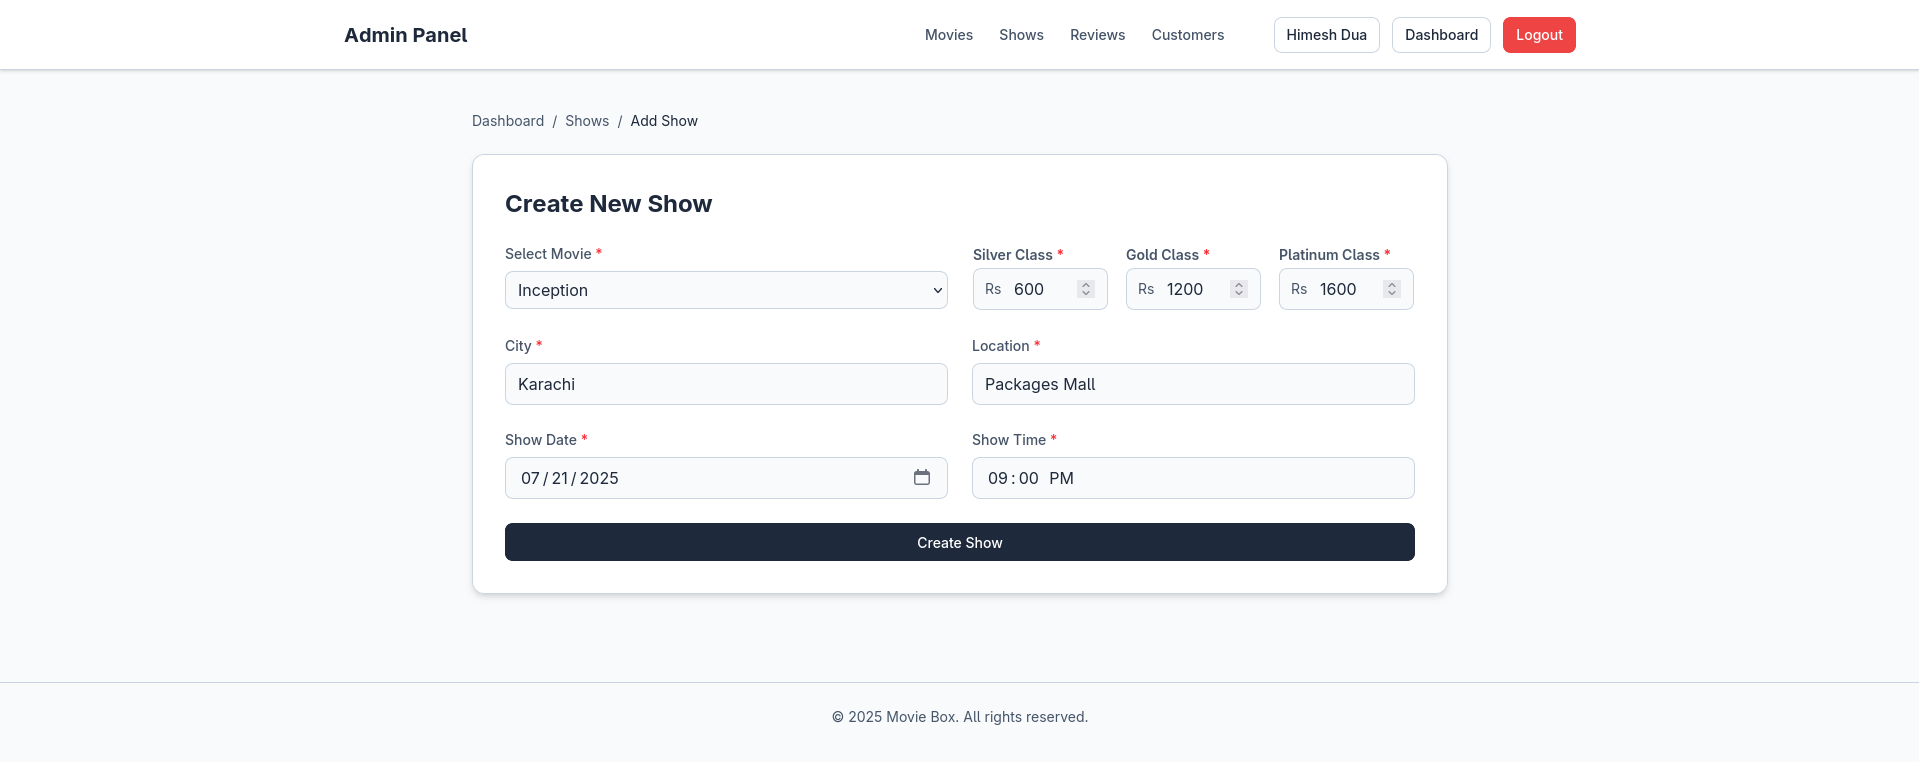 Admin Panel Movies Shows Reviews Customers Himesh Dua Dashboard Logout
Dashboard / Shows / Add Show
Create New Show
Select Movie * Silver Class * Gold Class * Platinum Class *
Inception Rs 600 Rs 1200 Rs 1600
City * Location *
Karachi Packages Mall
Show Date * Show Time *
07/21/2025 09:00 PM
Create Show
© 2025 Movie Box. All rights reserved.